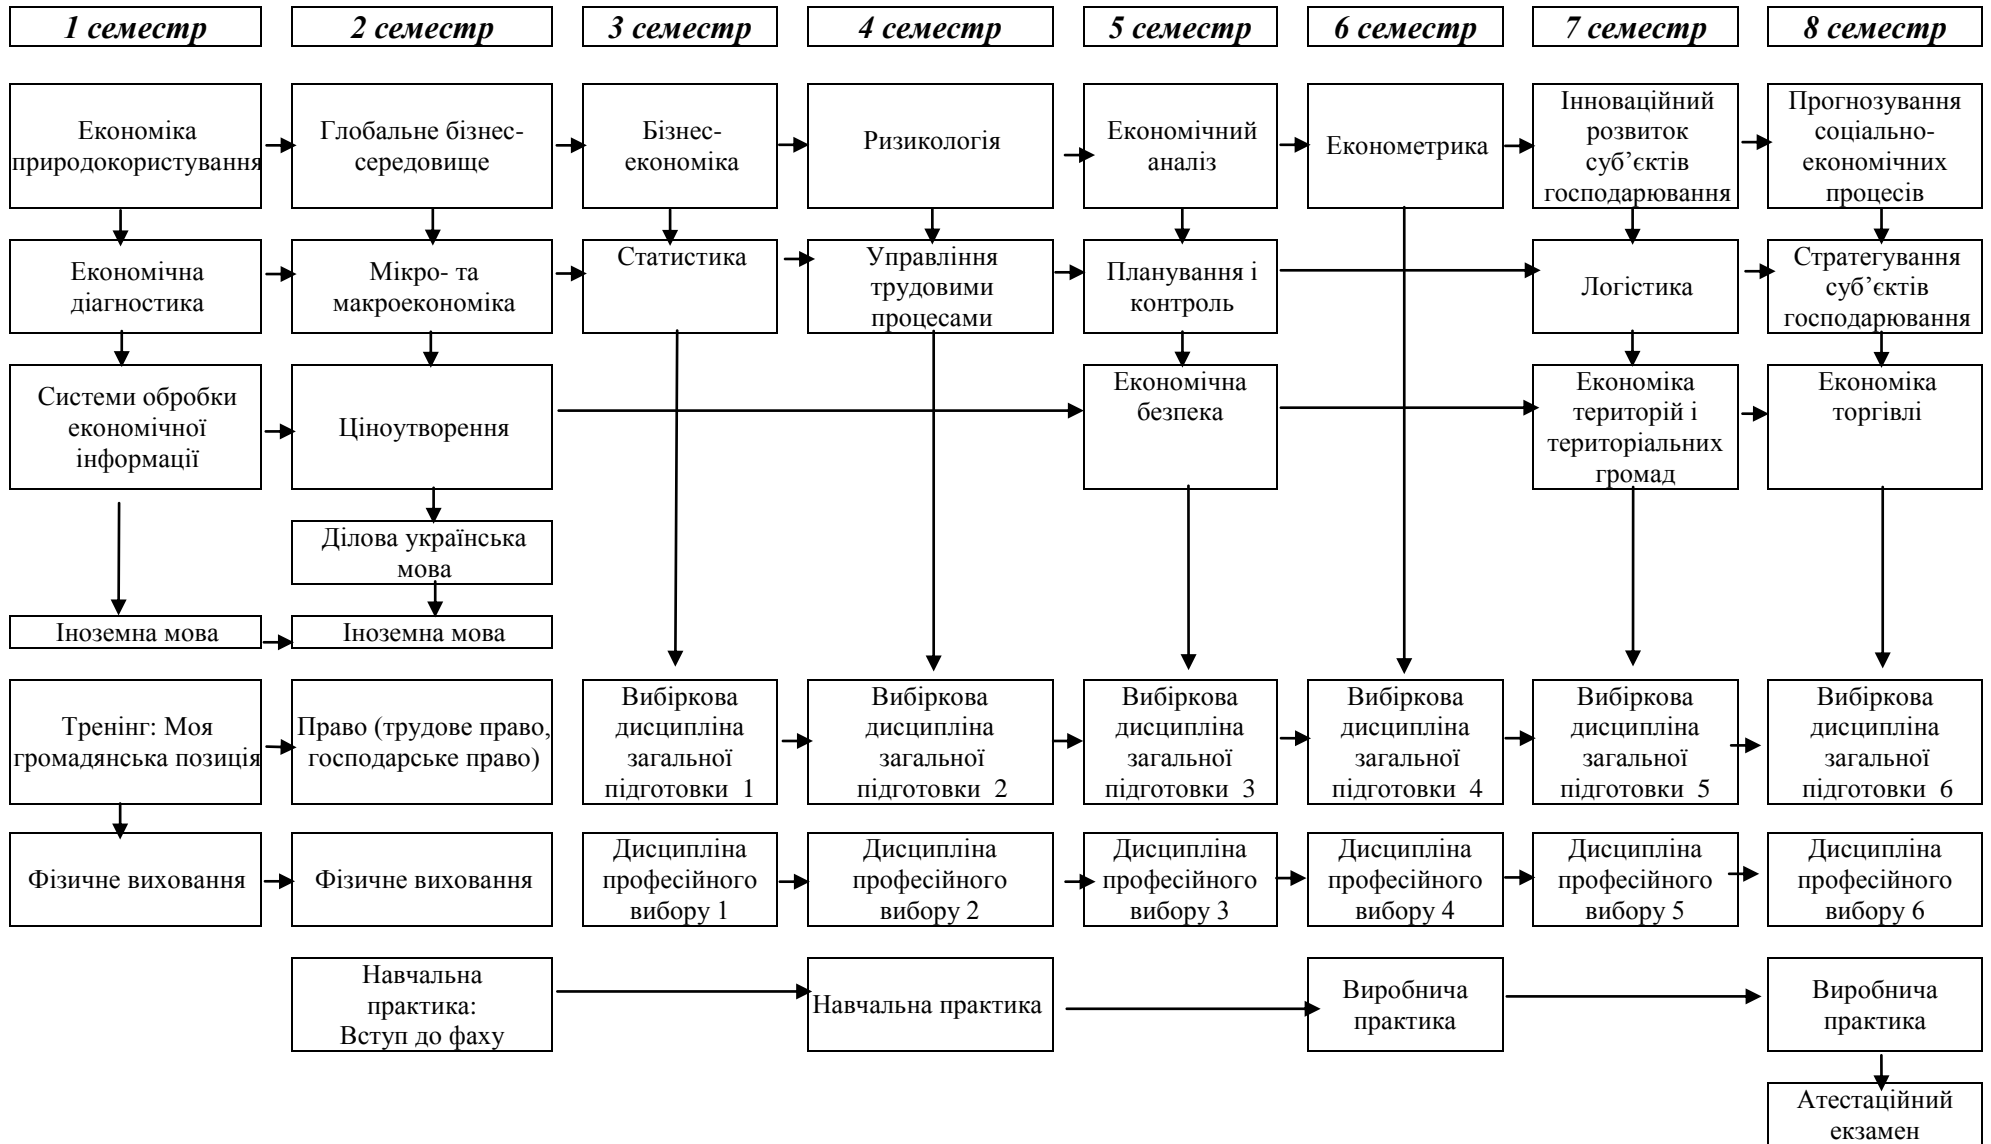 1 семестр
2 семестр
3 семестр
4 семестр
5 семестр
6 семестр
7 семестр
8 семестр
Економіка
природокористування
Глобальне бізнес-
середовище
Бізнес-
економіка
Ризикологія
Економічний
аналіз
Економетрика
Інноваційний
розвиток
суб’єктів
господарювання
Прогнозування
соціально-
економічних
процесів
Економічна
діагностика
Мікро- та
макроекономіка
Статистика
Управління
трудовими
процесами
Планування і
контроль
Логістика
Стратегування
суб’єктів
господарювання
Системи обробки
економічної
інформації
Ціноутворення
Економічна
безпека
Економіка
територій і
територіальних
громад
Економіка
торгівлі
Ділова українська
мова
Іноземна мова
Іноземна мова
Тренінг: Моя
громадянська позиція
Право (трудове право,
господарське право)
Вибіркова
дисципліна
загальної
підготовки 1
Вибіркова
дисципліна
загальної
підготовки 2
Вибіркова
дисципліна
загальної
підготовки 3
Вибіркова
дисципліна
загальної
підготовки 4
Вибіркова
дисципліна
загальної
підготовки 5
Вибіркова
дисципліна
загальної
підготовки 6
Фізичне виховання
Фізичне виховання
Дисципліна
професійного
вибору 1
Дисципліна
професійного
вибору 2
Дисципліна
професійного
вибору 3
Дисципліна
професійного
вибору 4
Дисципліна
професійного
вибору 5
Дисципліна
професійного
вибору 6
Навчальна
практика:
Вступ до фаху
Навчальна практика
Виробнича
практика
Виробнича
практика
Атестаційний
екзамен